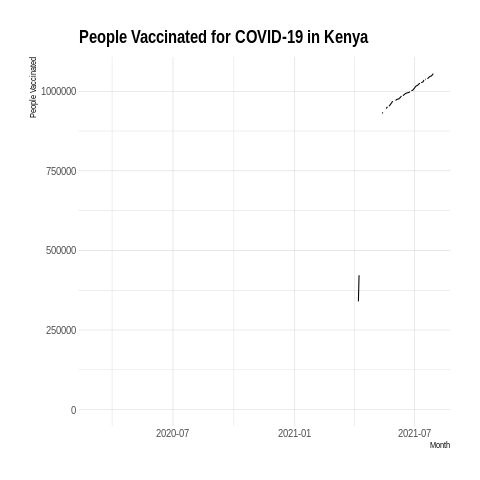 People Vaccinated for COVID-19 in Kenya
People Vaccinated
1000000
750000
500000
250000
0
2020-07
2021-01
2021-07
Month